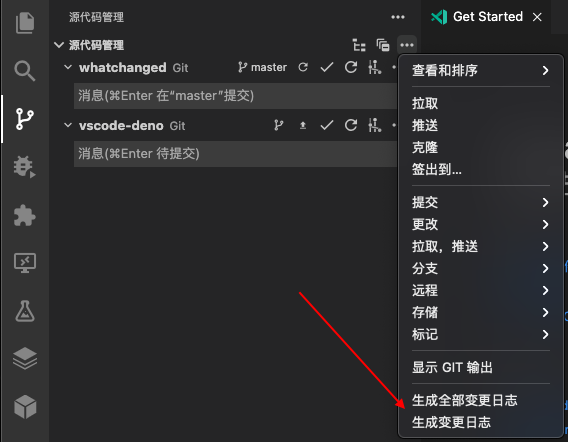 源代码管理
Get Started
源代码管理
whatchanged Git master
消息(⌘Enter 在“master”提交)
vscode-deno Git
消息(⌘Enter 待提交)
查看和排序
拉取
推送
克隆
签出到...
提交
更改
拉取，推送
分支
远程
存储
标记
显示 GIT 输出
生成全部变更日志
生成变更日志